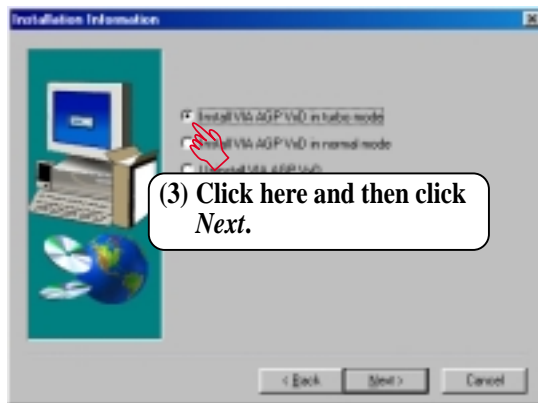 Installation Information
Install VIA AGP VxD in turbo mode
Install VIA AGP VxD in normal mode
Uninstall VIA AGP VxD
(3) Click here and then click
Next.
< Back
Next >
Cancel